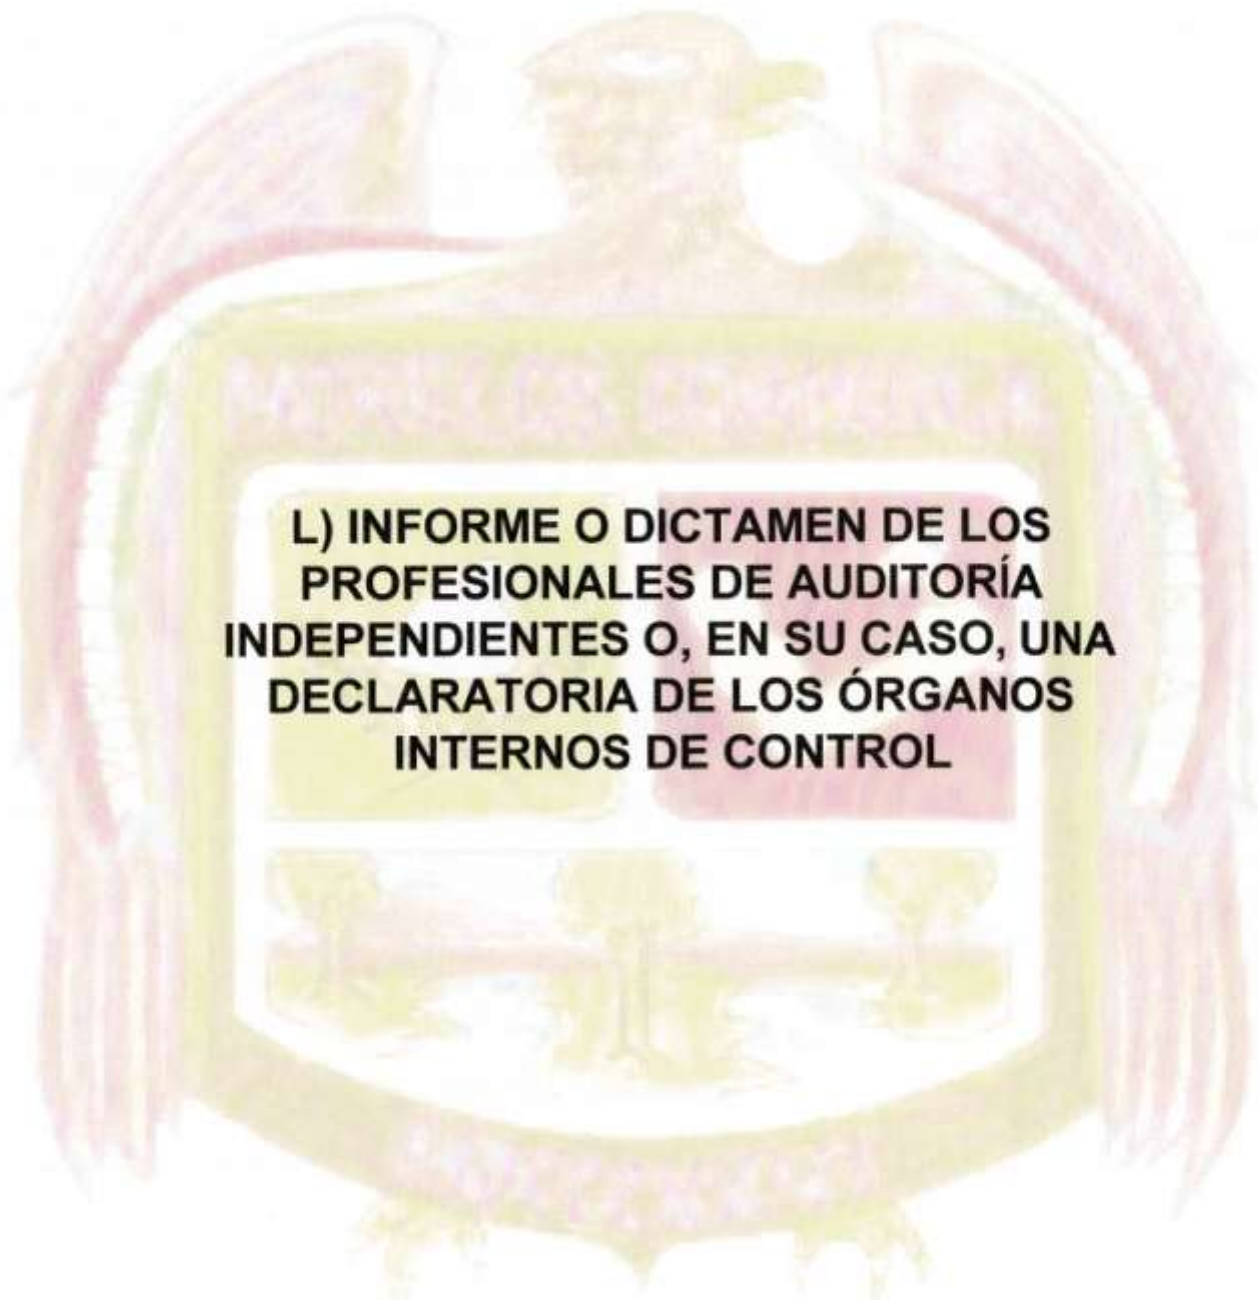 L) INFORME O DICTAMEN DE LOS
PROFESIONALES DE AUDITORÍA
INDEPENDIENTES O, EN SU CASO, UNA
DECLARATORIA DE LOS ÓRGANOS
INTERNOS DE CONTROL